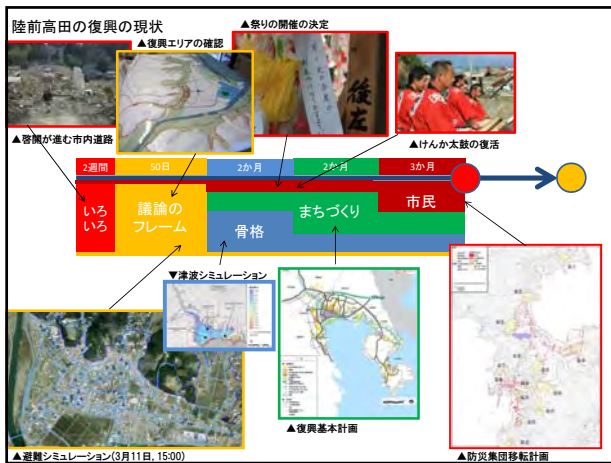 陸前高田の復興の現状
▲復興エリアの確認
▲祭りの開催の決定
▲啓開が進む市内道路
▲けんか太鼓の復活
2週間
50日
2か月
2か月
3か月
いろ
いろ
議論の
フレーム
骨格
まちづくり
市民
▼津波シミュレーション
▲復興基本計画
▲避難シミュレーション(3月11日, 15:00)
▲防災集団移転計画